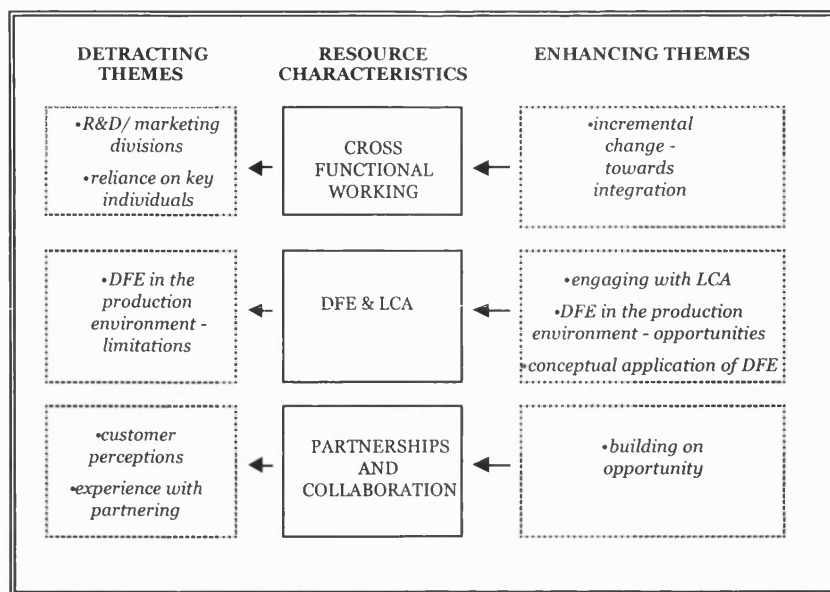 DETRACTING THEMES
RESOURCE CHARACTERISTICS
ENHANCING THEMES
•R&D/ marketing
divisions
•reliance on key
individuals
CROSS
FUNCTIONAL
WORKING
•incremental
change -
towards
integration
•DFE in the
production
environment -
limitations
DFE & LCA
•engaging with LCA
•DFE in the production
environment - opportunities
•conceptual application of DFE
•customer
perceptions
•experience with
partnering
PARTNERSHIPS
AND
COLLABORATION
•building on
opportunity